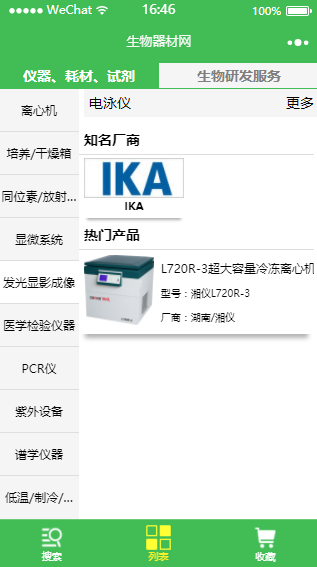 WeChat 16:46 100%
生物器材网
仪器、耗材、试剂 生物研发服务
离心机
培养/干燥箱
同位素/放射...
显微系统
发光显影成像
医学检验仪器
PCR仪
紫外设备
谱学仪器
低温/制冷/...
电泳仪 更多
知名厂商
IKA
IKA
热门产品
L720R-3超大容量冷冻离心机
型号：湘仪L720R-3
厂商：湖南/湘仪
搜索 列表 收藏